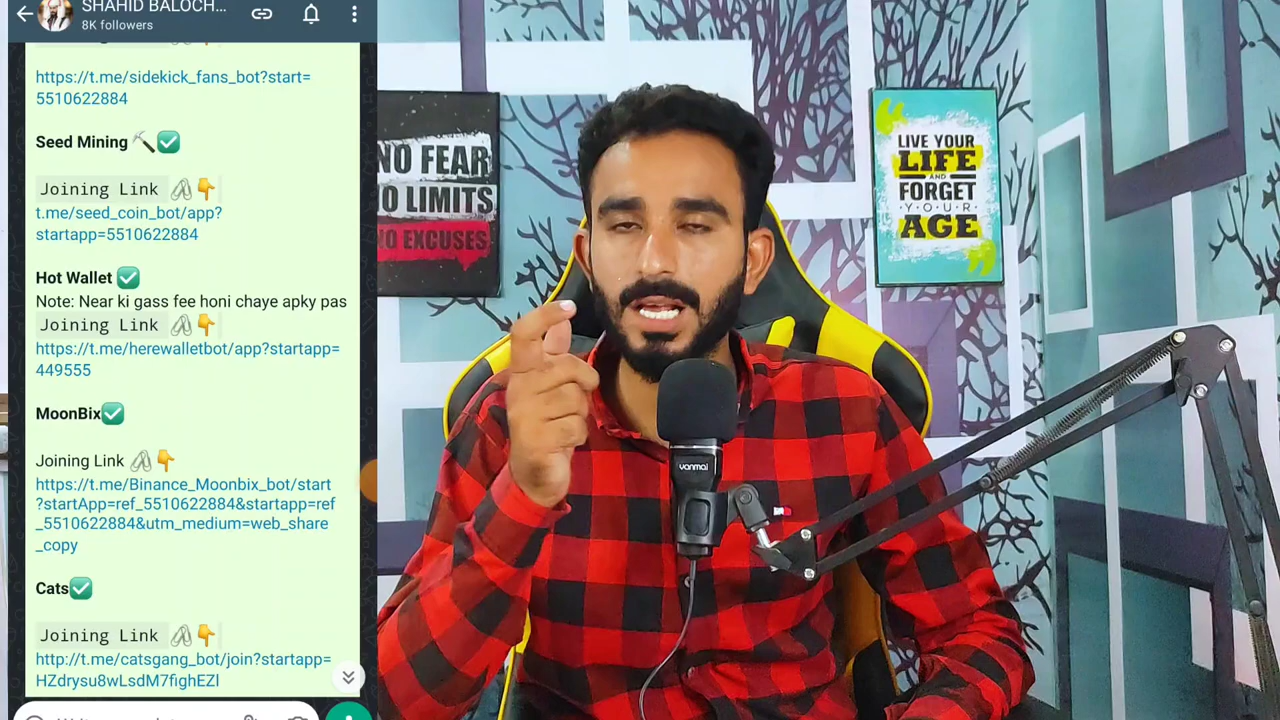 SHAHID BALOCH...
8K followers
https://t.me/sidekick_fans_bot?start=
5510622884
Seed Mining ⛏️✅
Joining Link 🖇️👇
t.me/seed_coin_bot/app?
startapp=5510622884
Hot Wallet ✅
Note: Near ki gass fee honi chaye apky pas
Joining Link 🖇️👇
https://t.me/herewalletbot/app?startapp=
449555
MoonBix✅
Joining Link 🖇️👇
https://t.me/Binance_Moonbix_bot/start
?startApp=ref_5510622884&startapp=ref
_5510622884&utm_medium=web_share
_copy
Cats✅
Joining Link 🖇️👇
http://t.me/catsgang_bot/join?startapp=
HZdrysu8wLsdM7fighEZl
NO FEAR
NO LIMITS
NO EXCUSES
LIVE YOUR
LIFE
AND
FORGET
YOUR
AGE
vanmai